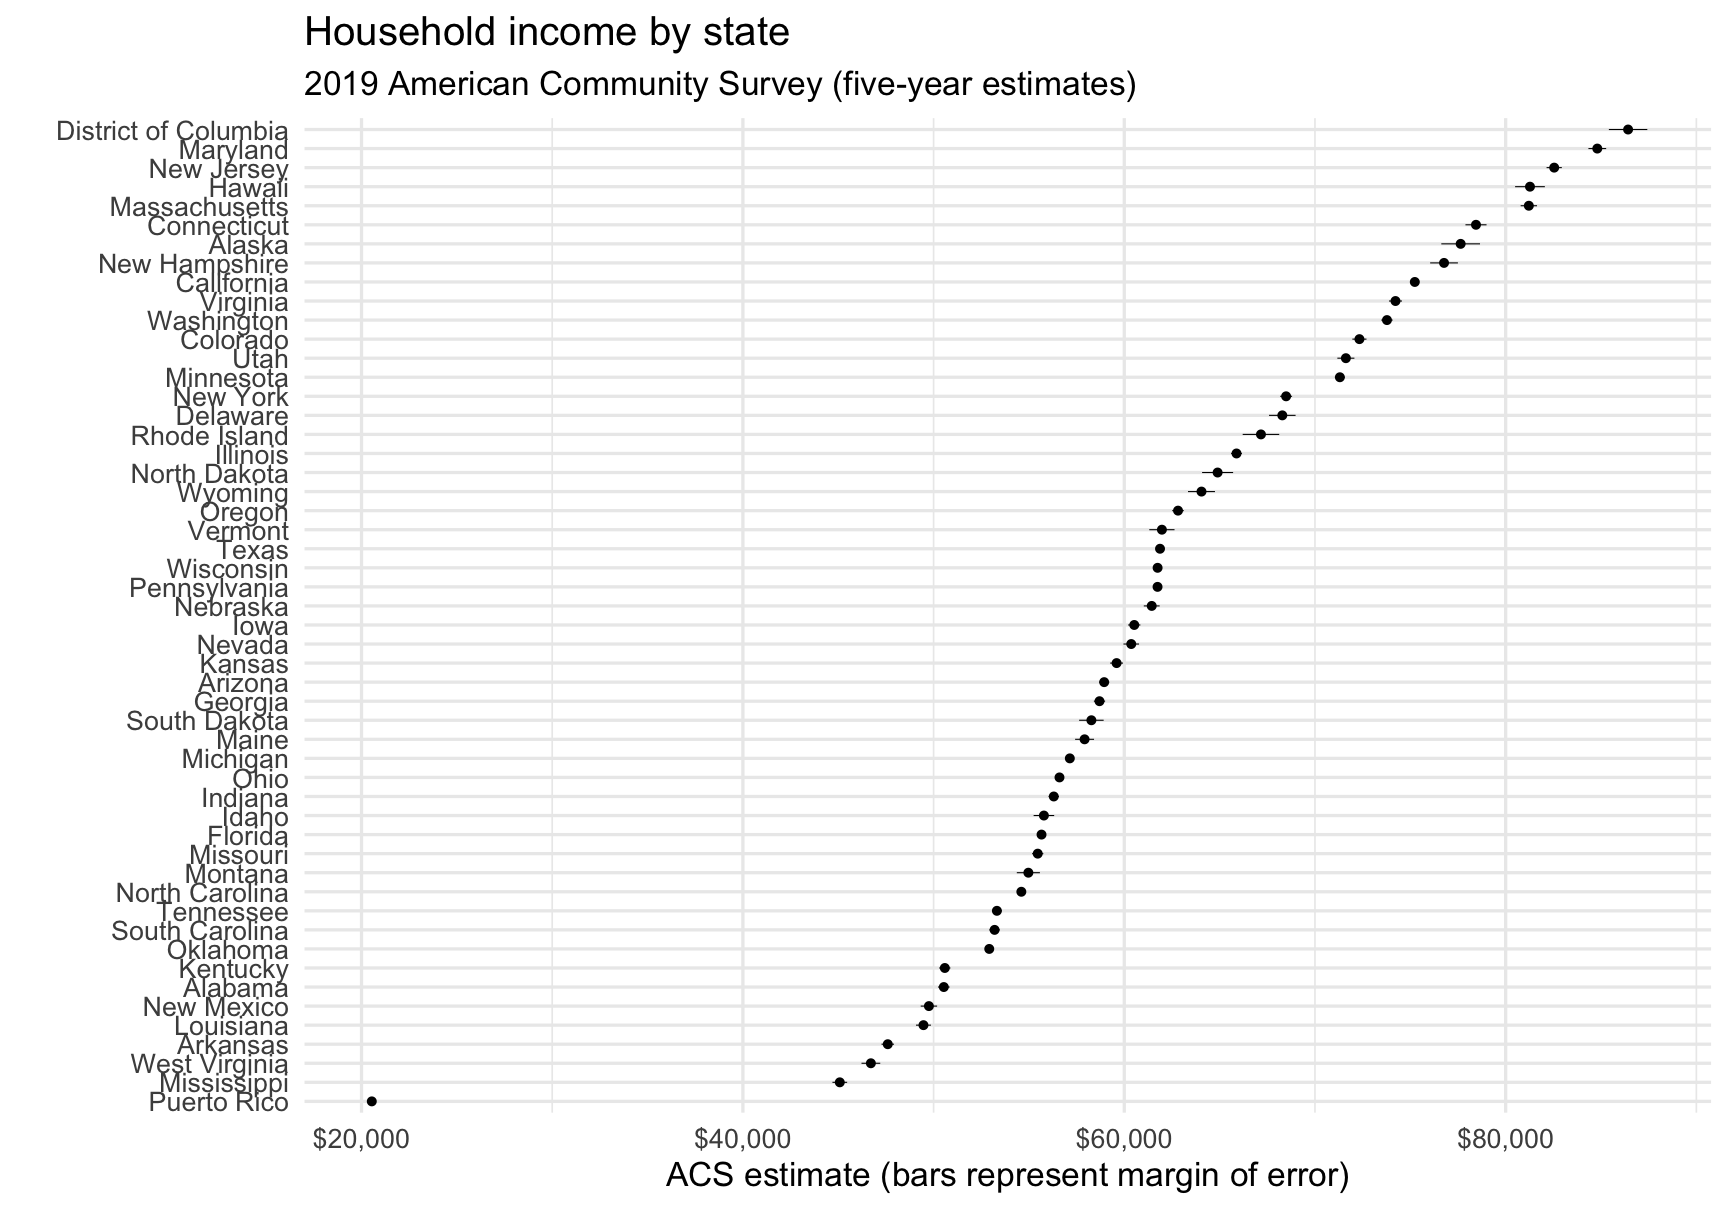 Household income by state
2019 American Community Survey (five-year estimates)
District of Columbia
Maryland
New Jersey
Hawaii
Massachusetts
Connecticut
Alaska
New Hampshire
California
Virginia
Washington
Colorado
Utah
Minnesota
New York
Delaware
Rhode Island
Illinois
North Dakota
Wyoming
Oregon
Vermont
Texas
Wisconsin
Pennsylvania
Nebraska
Iowa
Nevada
Kansas
Arizona
Georgia
South Dakota
Maine
Michigan
Ohio
Indiana
Idaho
Florida
Missouri
Montana
North Carolina
Tennessee
South Carolina
Oklahoma
Kentucky
Alabama
New Mexico
Louisiana
Arkansas
West Virginia
Mississippi
Puerto Rico
$20,000 $40,000 $60,000 $80,000
ACS estimate (bars represent margin of error)